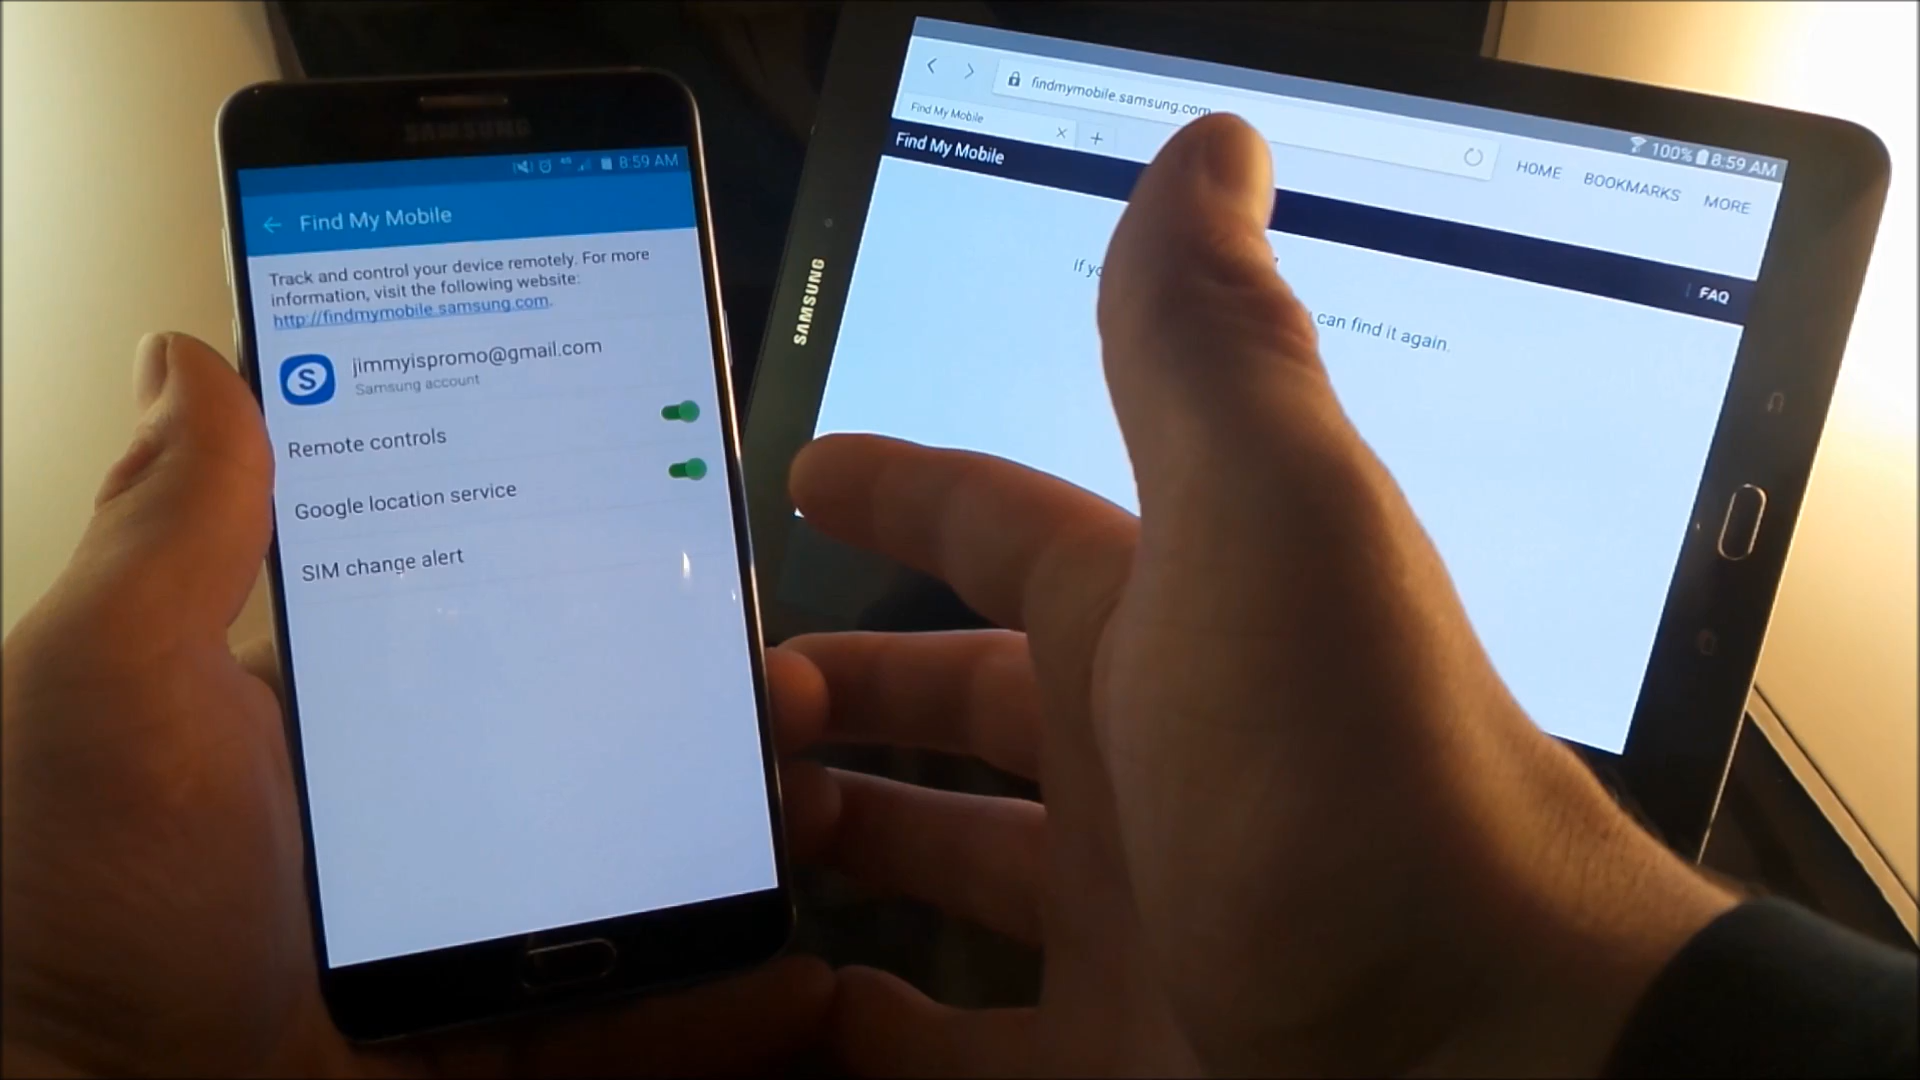 SAMSUNG
8:59 AM
Find My Mobile
Track and control your device remotely. For more
information, visit the following website:
http://findmymobile.samsung.com.
jimmyispromo@gmail.com
Samsung account
Remote controls
Google location service
SIM change alert
SAMSUNG
100% 8:59 AM
findmymobile.samsung.com
HOME BOOKMARKS MORE
Find My Mobile
Find My Mobile
FAQ
If
can find it again.